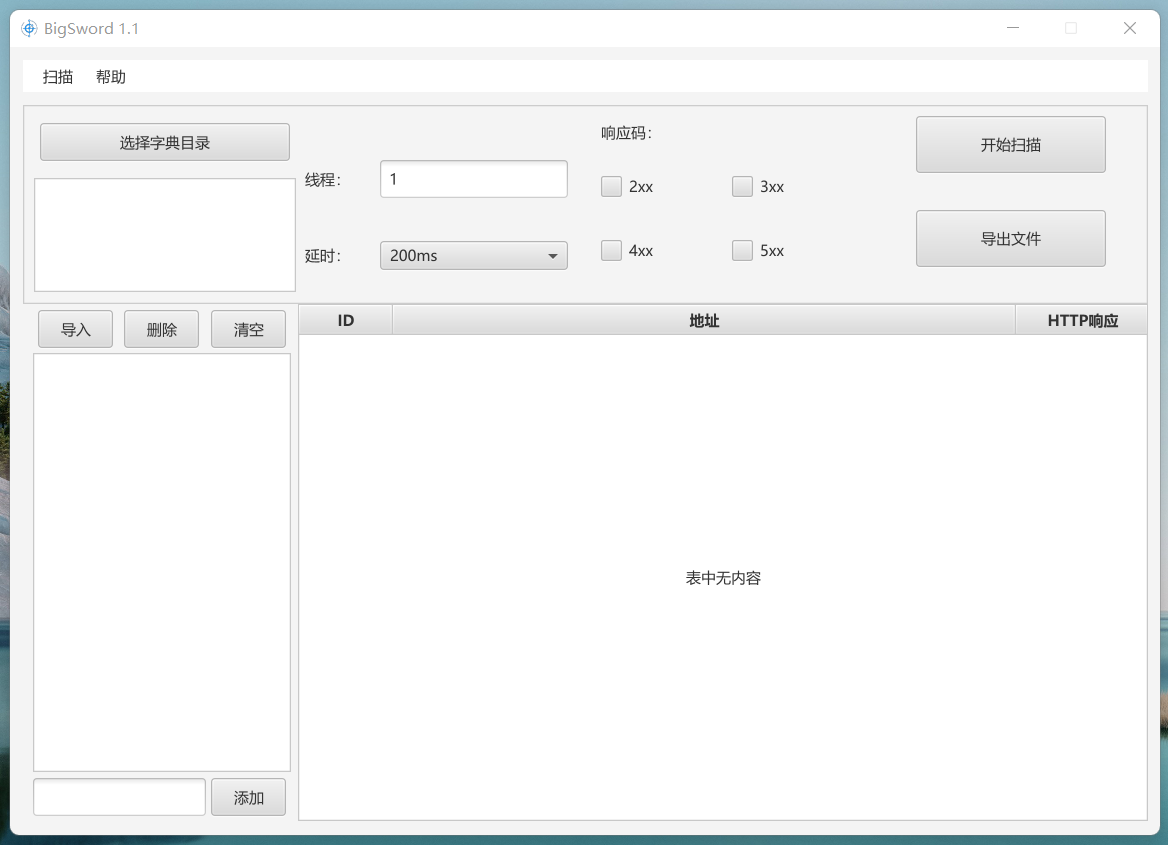 BigSword 1.1
扫描 帮助
选择字典目录
线程：
1
延时：
200ms
响应码：
2xx
3xx
4xx
5xx
开始扫描
导出文件
导入
删除
清空
ID
地址
HTTP响应
表中无内容
添加